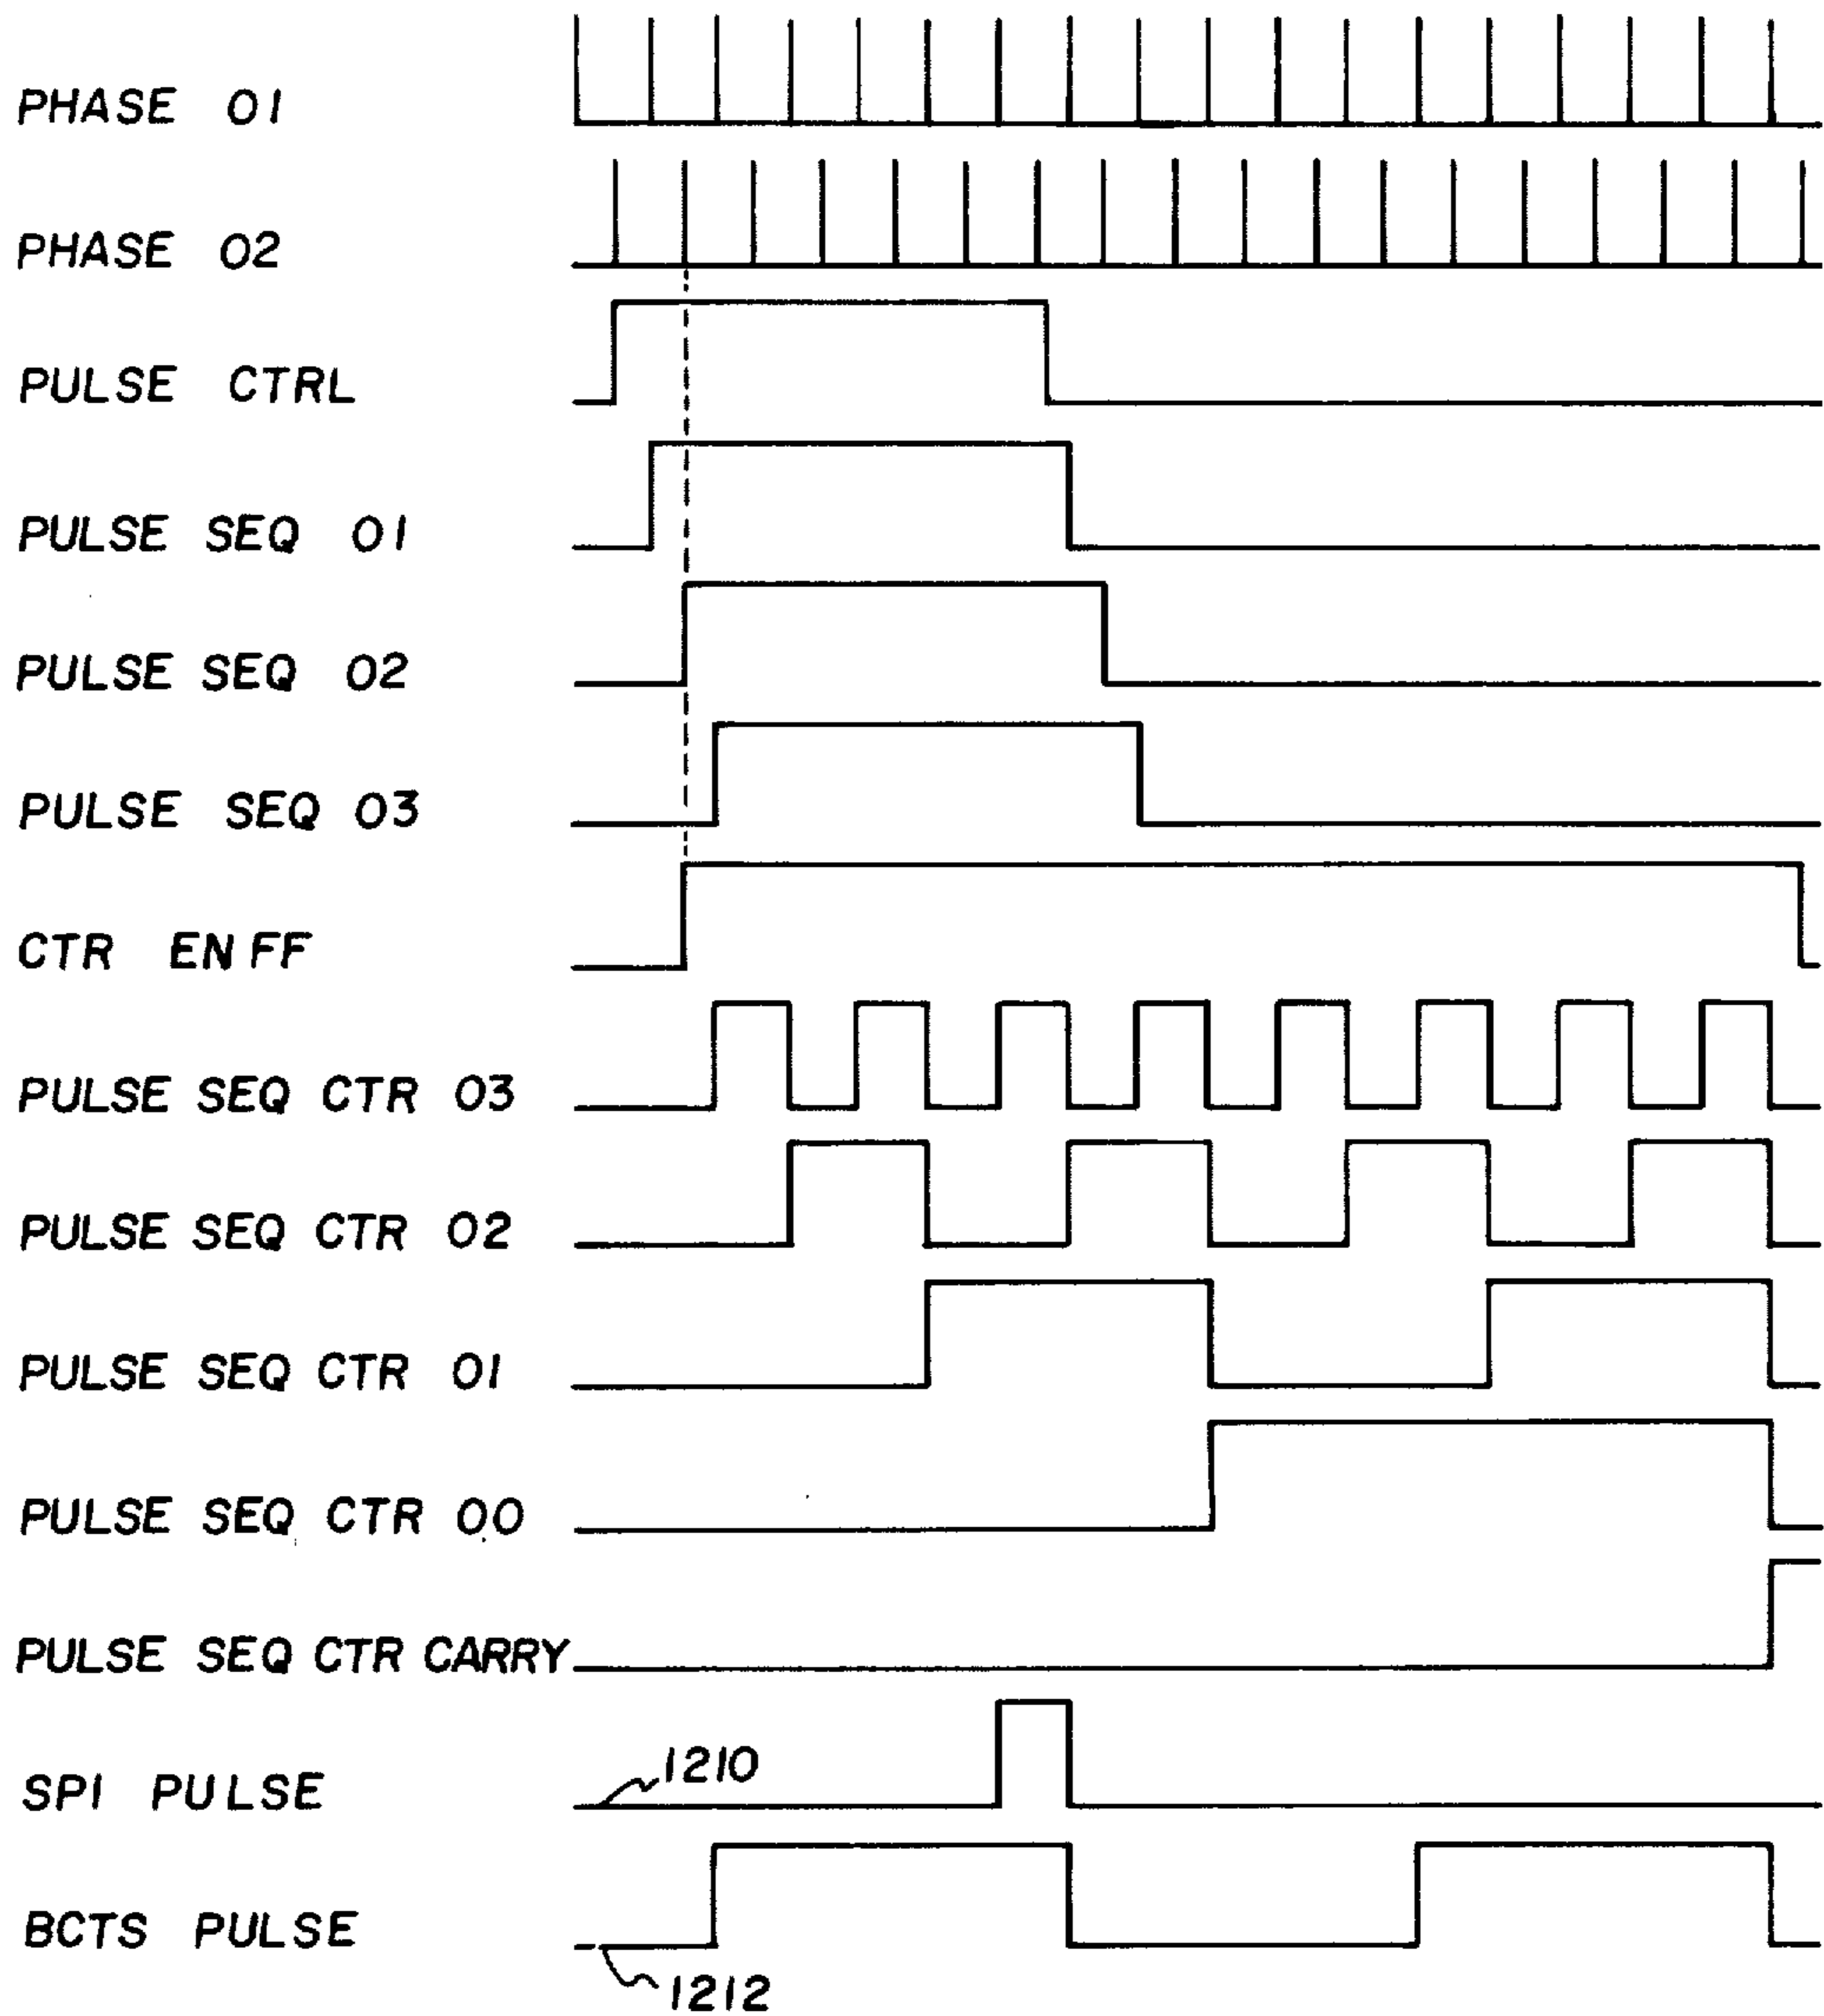 PHASE 01
PHASE 02
PULSE CTRL
PULSE SEQ 01
PULSE SEQ 02
PULSE SEQ 03
CTR EN FF
PULSE SEQ CTR 03
PULSE SEQ CTR 02
PULSE SEQ CTR 01
PULSE SEQ CTR 00
PULSE SEQ CTR CARRY
1210
SPI PULSE
BCTS PULSE
1212